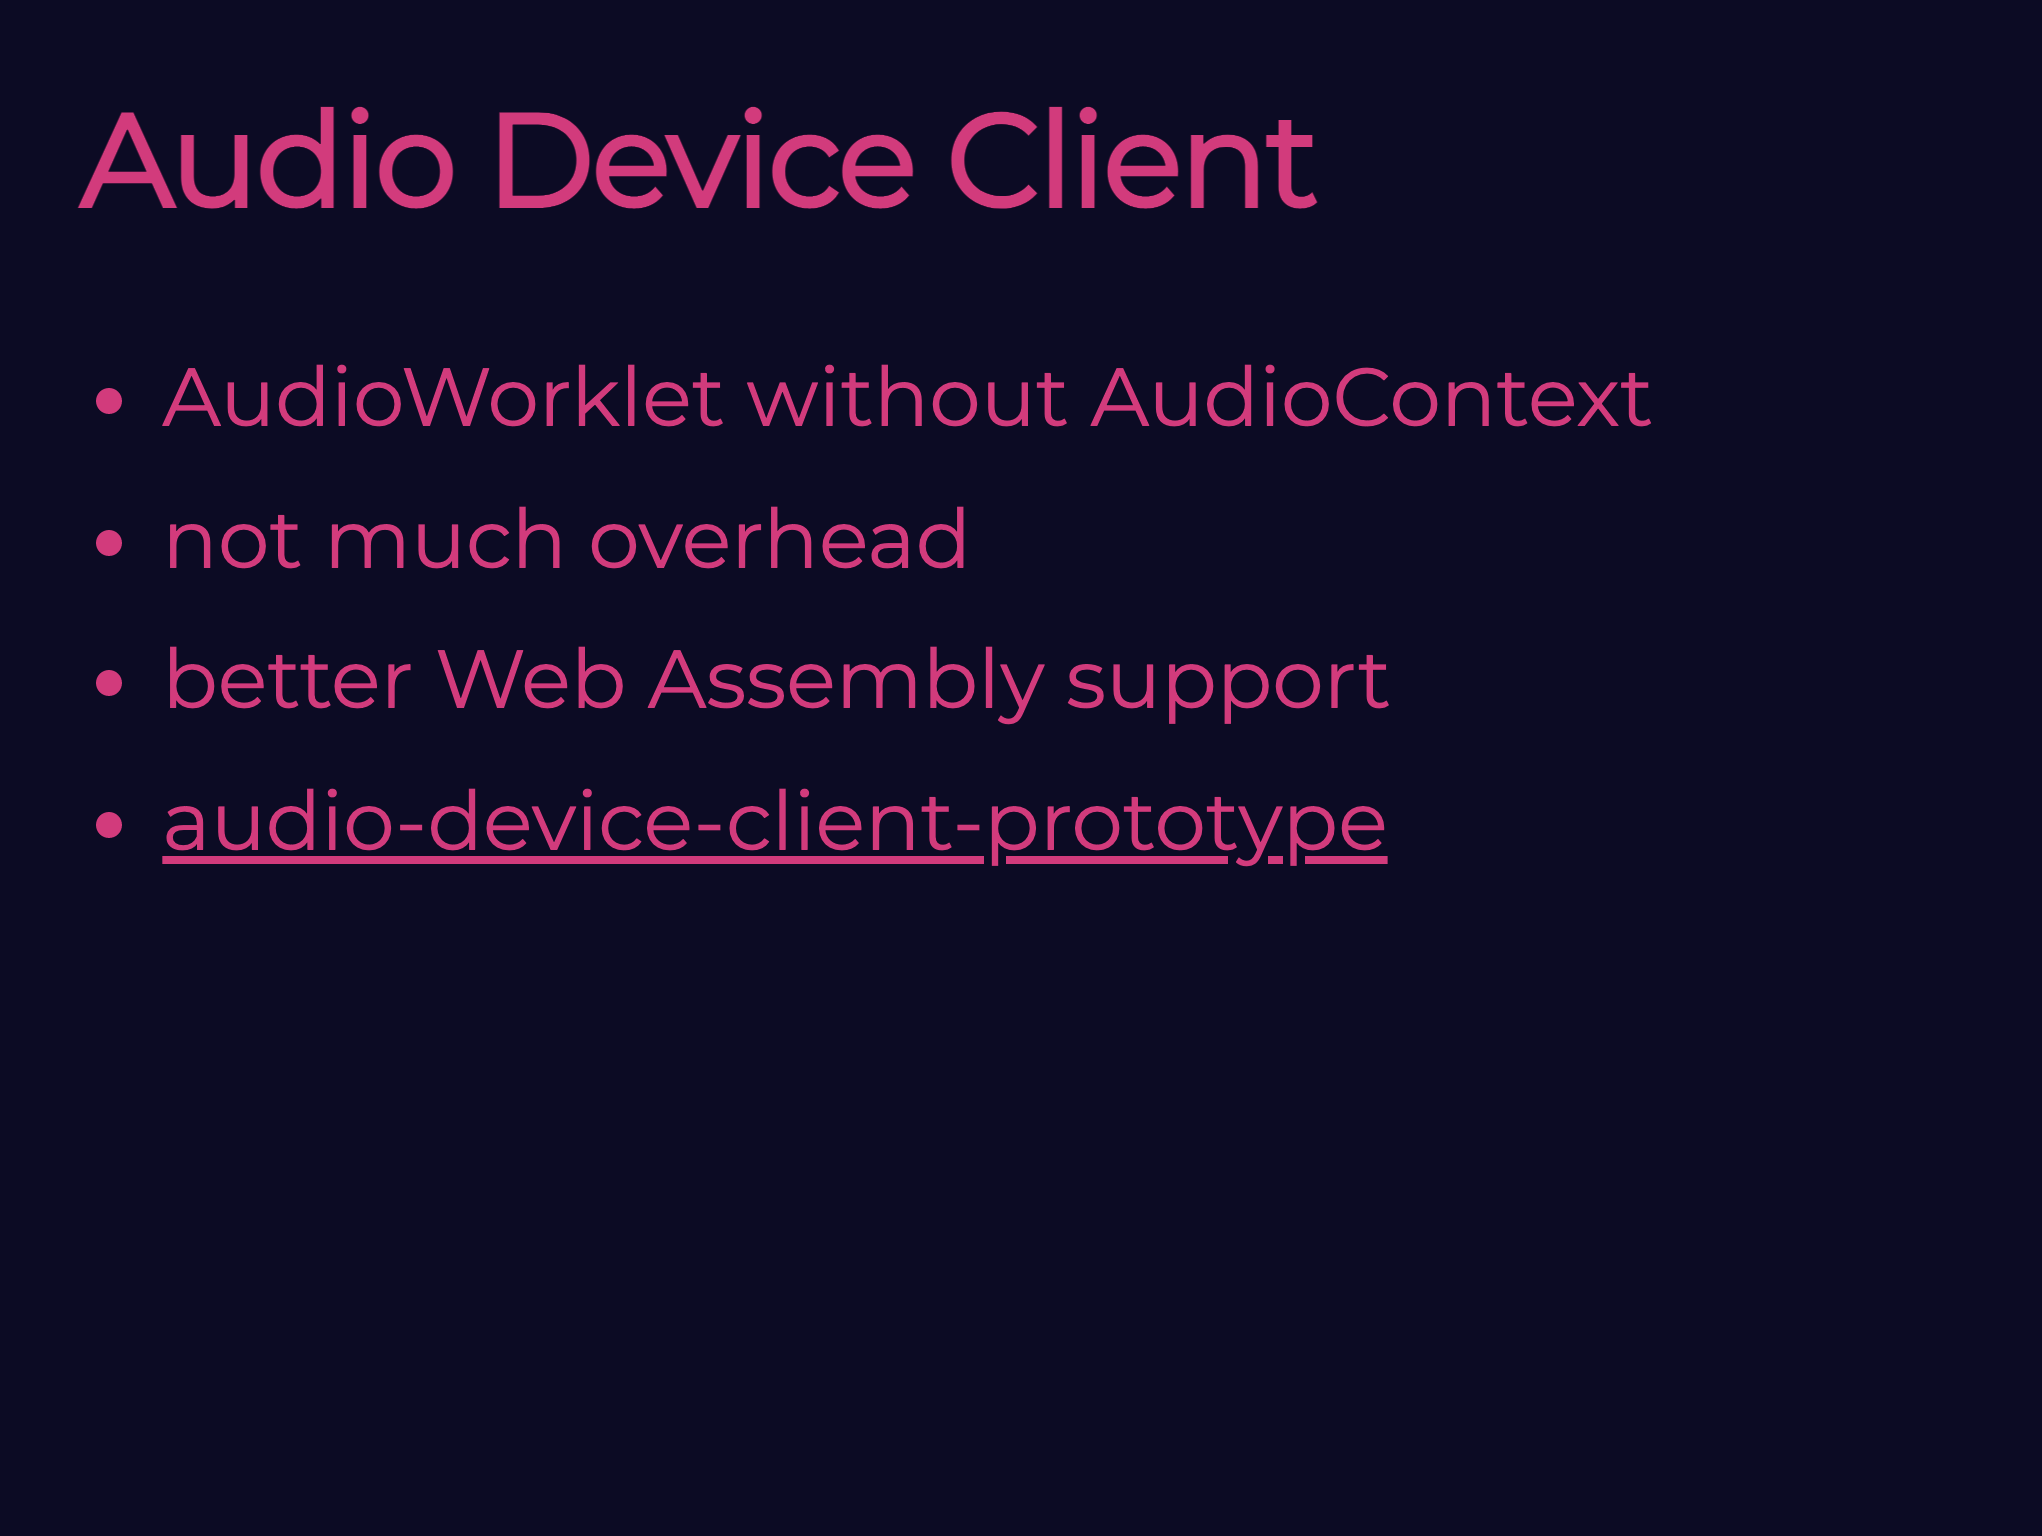 Audio Device Client
• AudioWorklet without AudioContext
• not much overhead
• better Web Assembly support
• audio-device-client-prototype